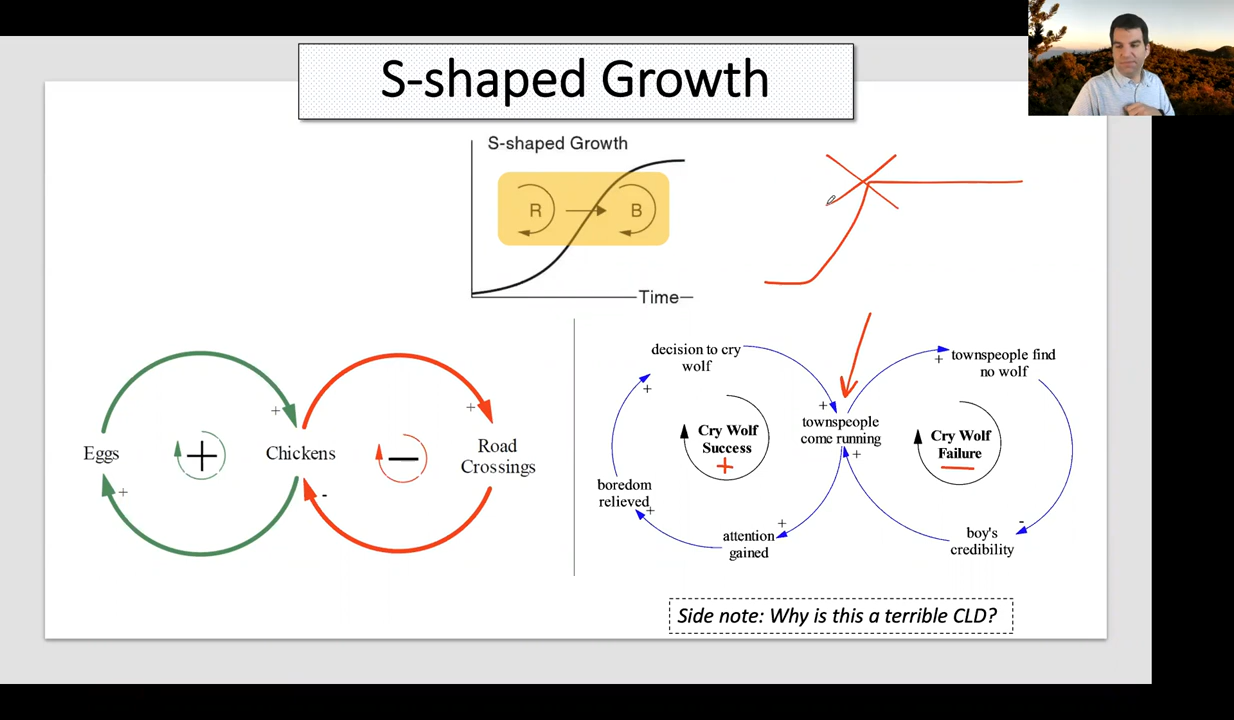 S-shaped Growth
S-shaped Growth
R
B
Time
Eggs
+
+
+
Chickens
+
-
−
Road
Crossings
decision to cry
wolf
+
+
Cry Wolf
Success
+
boredom
relieved
+
attention
gained
+
townspeople
come running
+
+
townspeople find
no wolf
Cry Wolf
Failure
-
boy's
credibility
Side note: Why is this a terrible CLD?